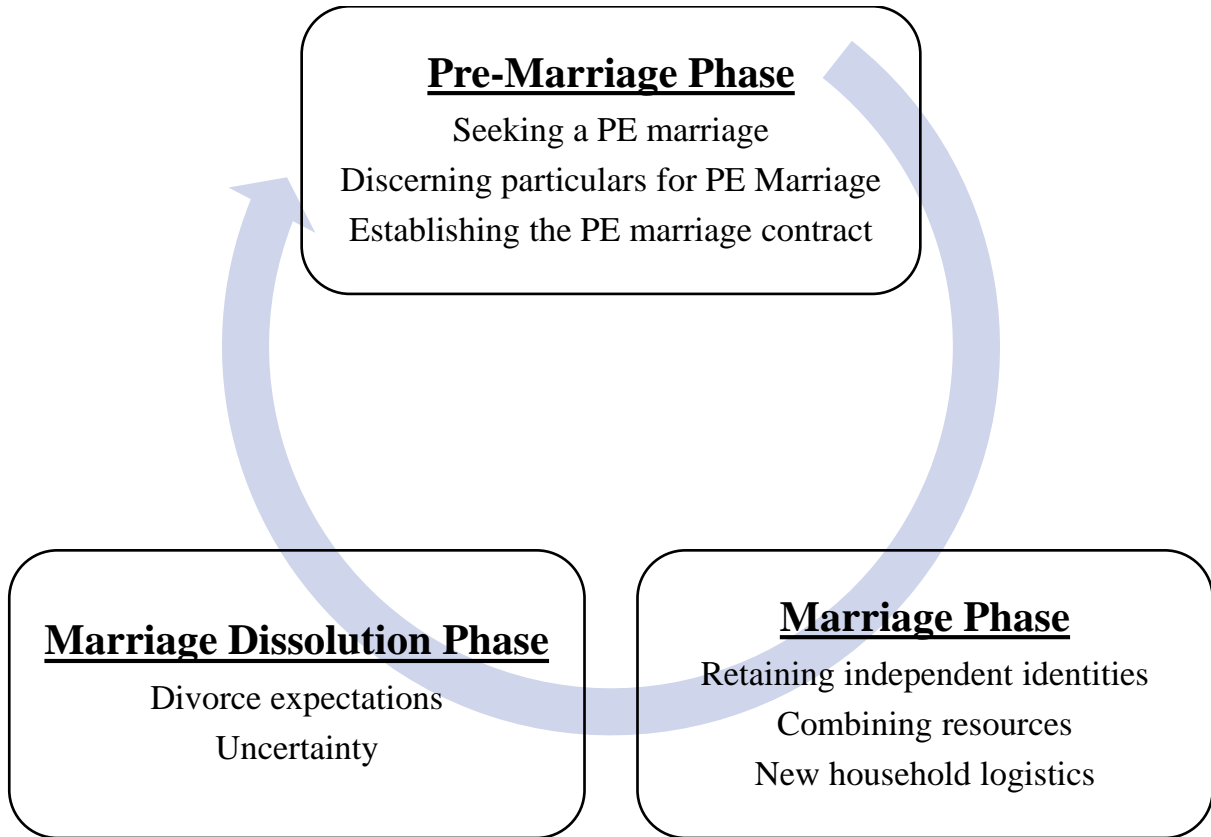 Pre-Marriage Phase
Seeking a PE marriage
Discerning particulars for PE Marriage
Establishing the PE marriage contract
Marriage Dissolution Phase
Divorce expectations
Uncertainty
Marriage Phase
Retaining independent identities
Combining resources
New household logistics